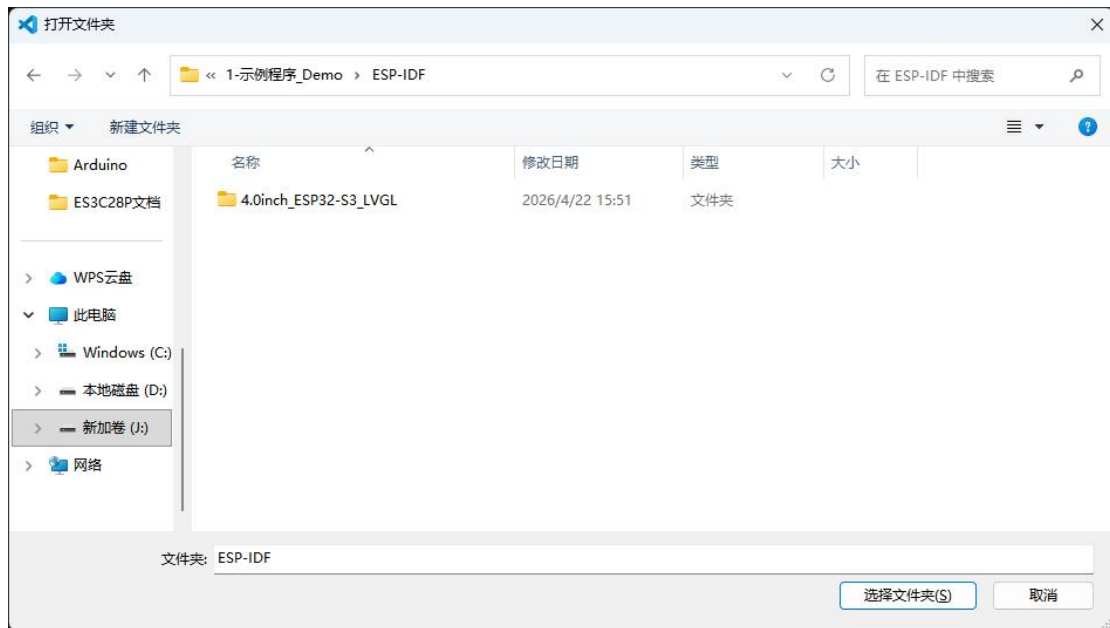 打开文件夹
« 1-示例程序_Demo › ESP-IDF
在 ESP-IDF 中搜索
组织 新建文件夹
名称 修改日期 类型 大小
Arduino
ES3C28P文档
4.0inch_ESP32-S3_LVGL 2026/4/22 15:51 文件夹
WPS云盘
此电脑
Windows (C:)
本地磁盘 (D:)
新加卷 (J:)
网络
文件夹: ESP-IDF
选择文件夹(S) 取消